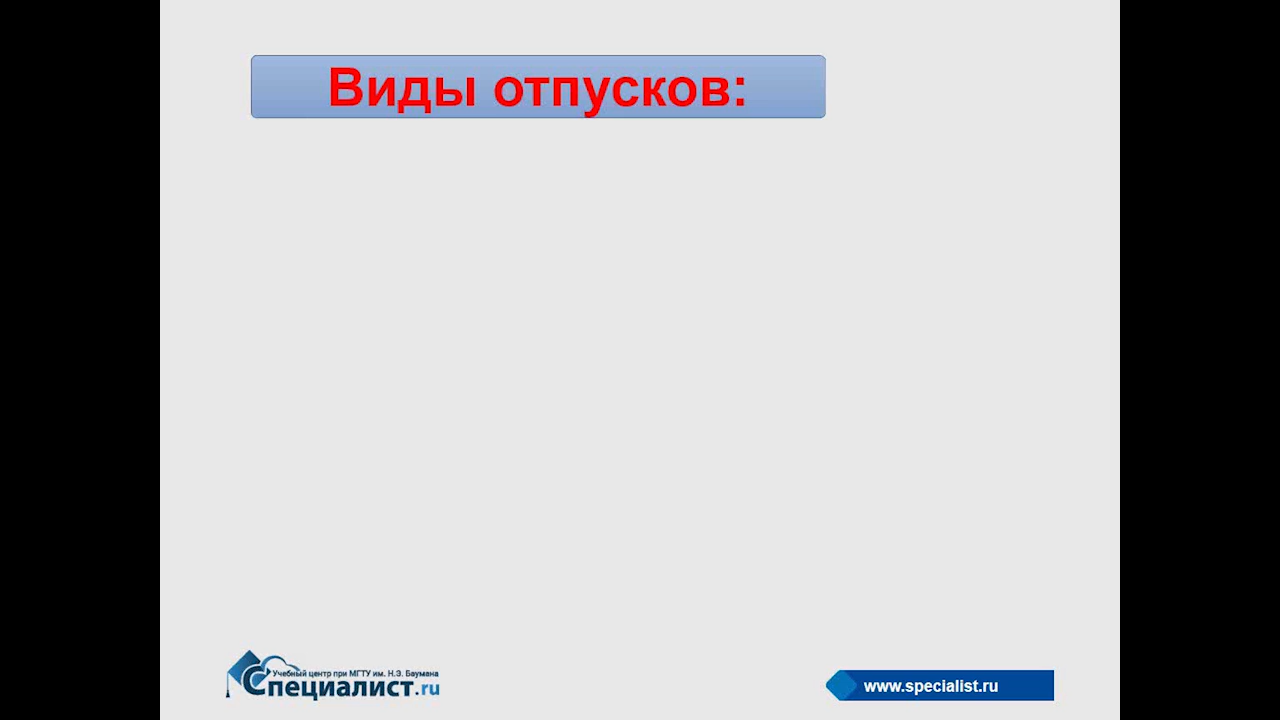 Виды отпусков:
Учебный центр при МГТУ им. Н.Э. Баумана
Специалист.ru
www.specialist.ru